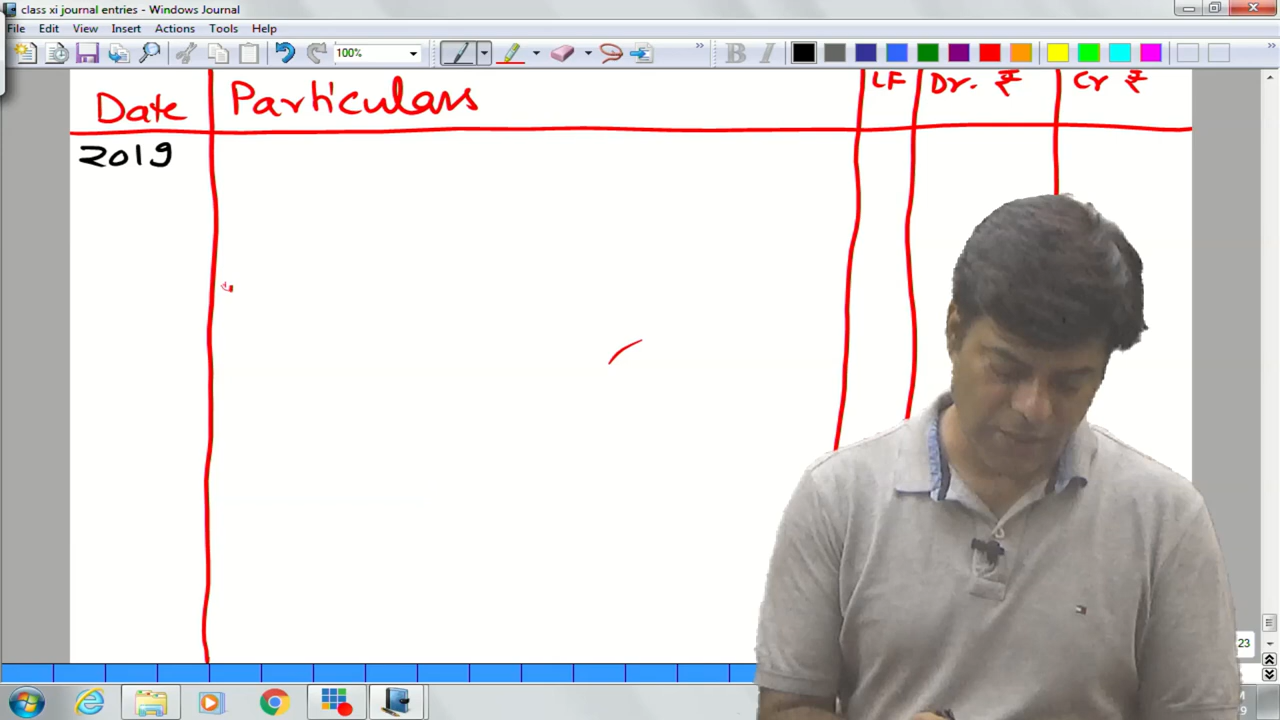 class xi journal entries - Windows Journal
File Edit View Insert Actions Tools Help
100%
B I
Date Particulars LF Dr. ₹ Cr ₹
2019
23